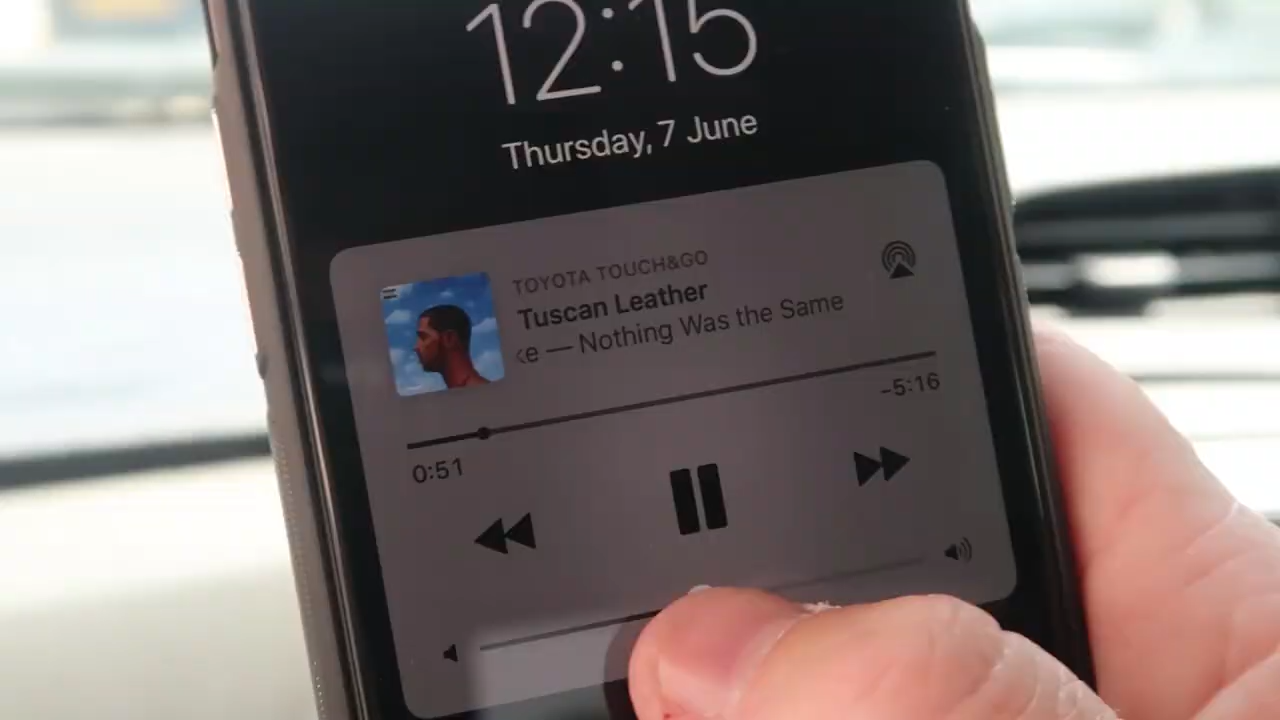 12:15
Thursday, 7 June
TOYOTA TOUCH&GO
Tuscan Leather
ke — Nothing Was the Same
-5:16
0:51